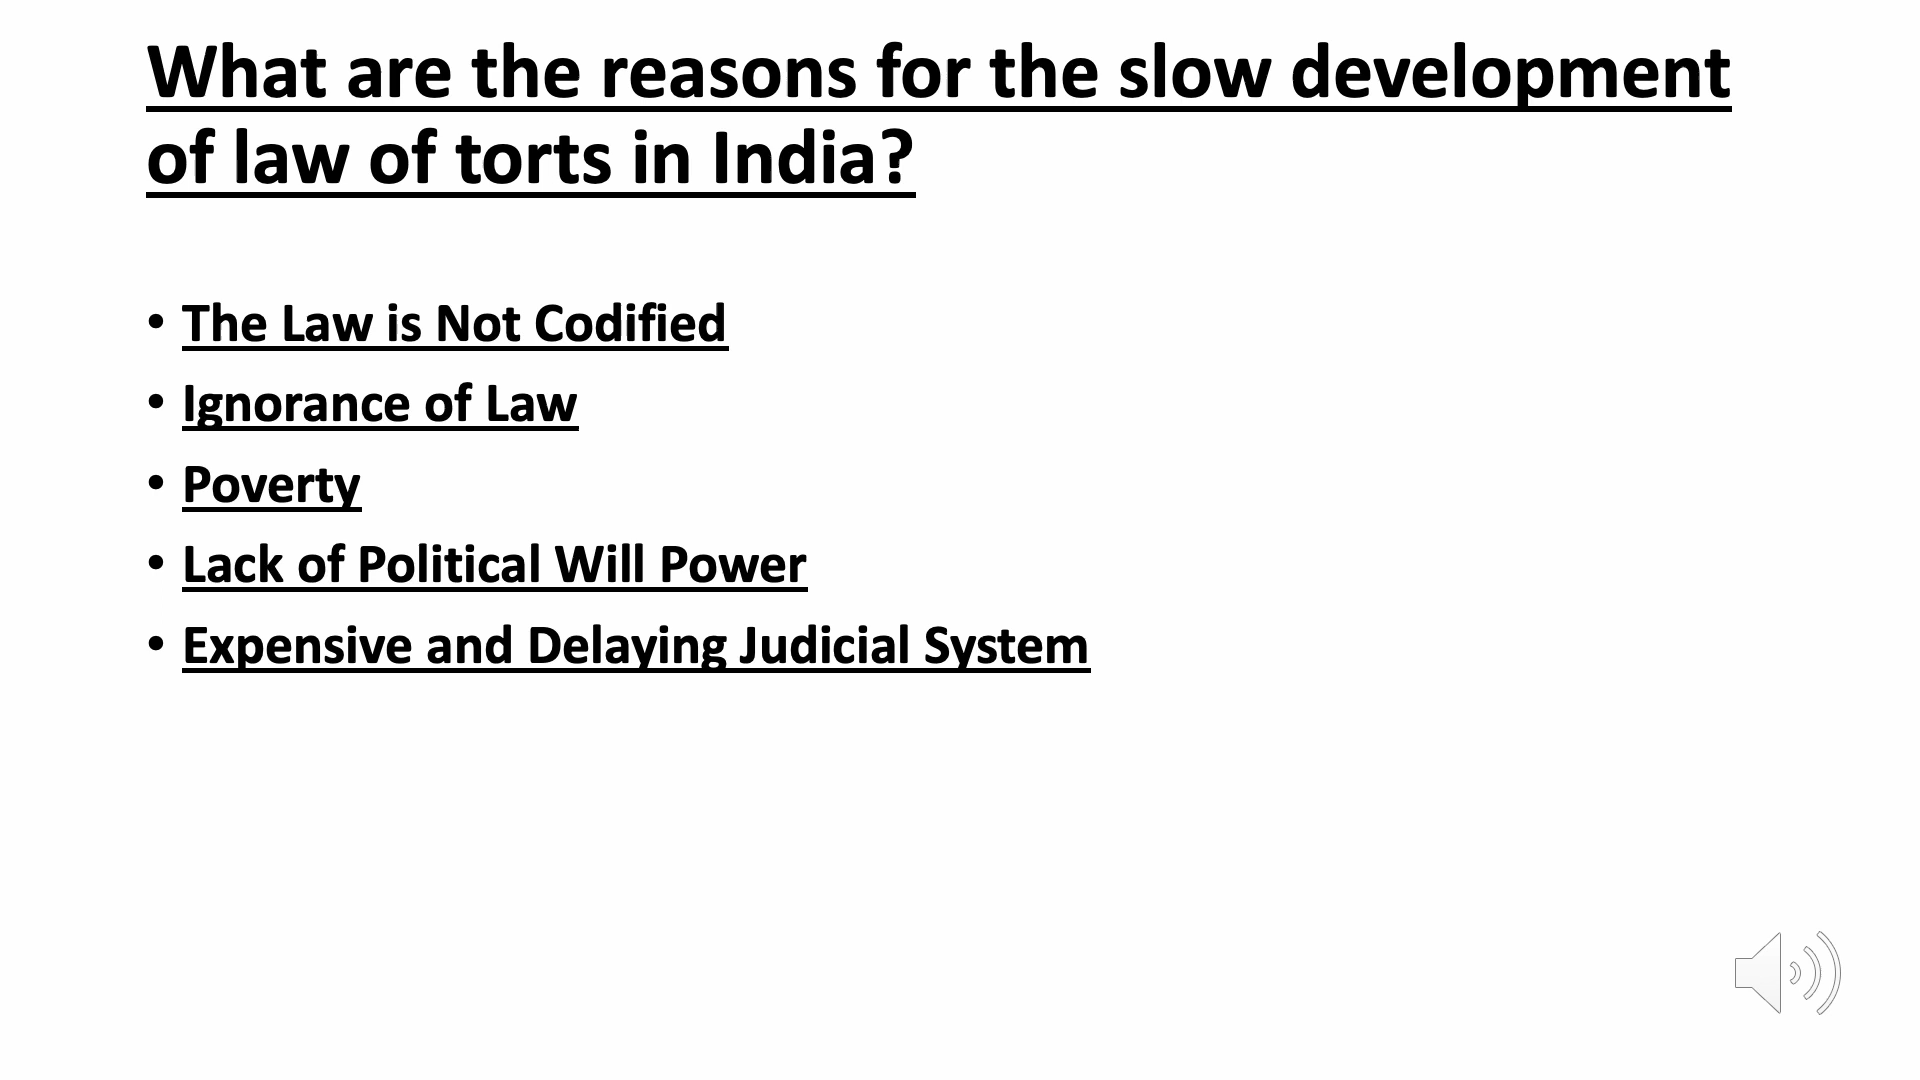 What are the reasons for the slow development
of law of torts in India?
• The Law is Not Codified
• Ignorance of Law
• Poverty
• Lack of Political Will Power
• Expensive and Delaying Judicial System